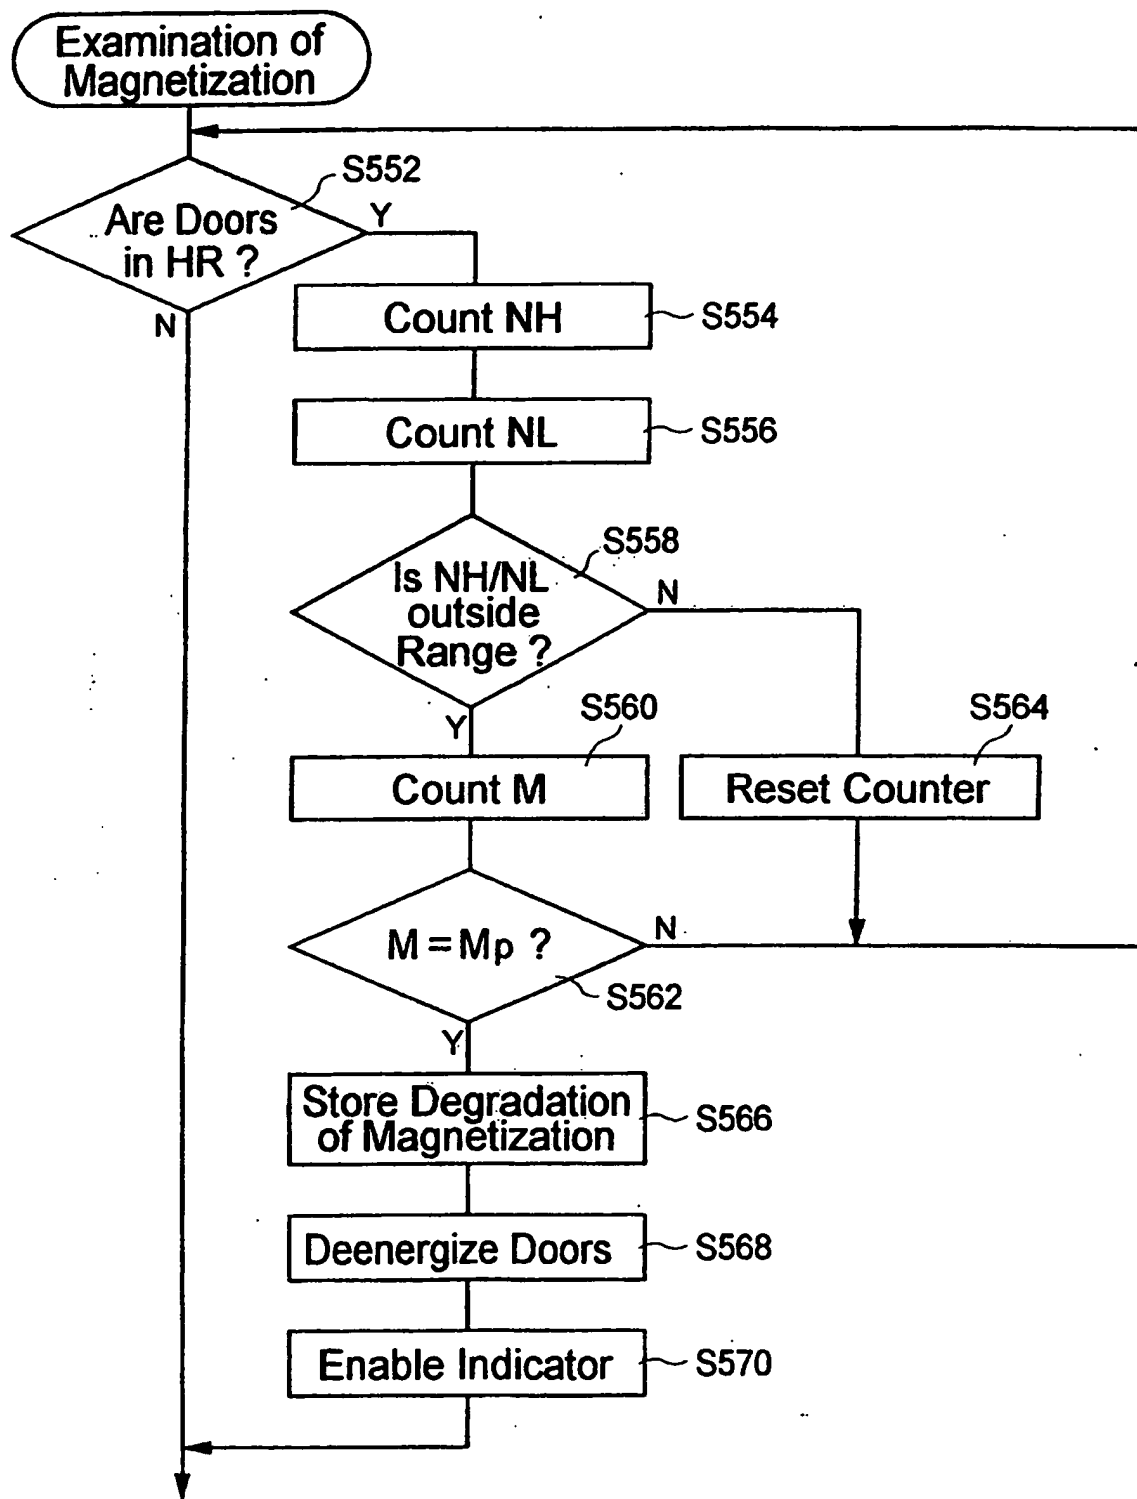 Examination of
Magnetization
S552
Are Doors
in HR ?
Y
N
Count NH
S554
Count NL
S556
S558
Is NH/NL
outside
Range ?
N
Y
S560
S564
Count M
Reset Counter
M = Mp ?
N
S562
Y
Store Degradation
of Magnetization
S566
Deenergize Doors
S568
Enable Indicator
S570